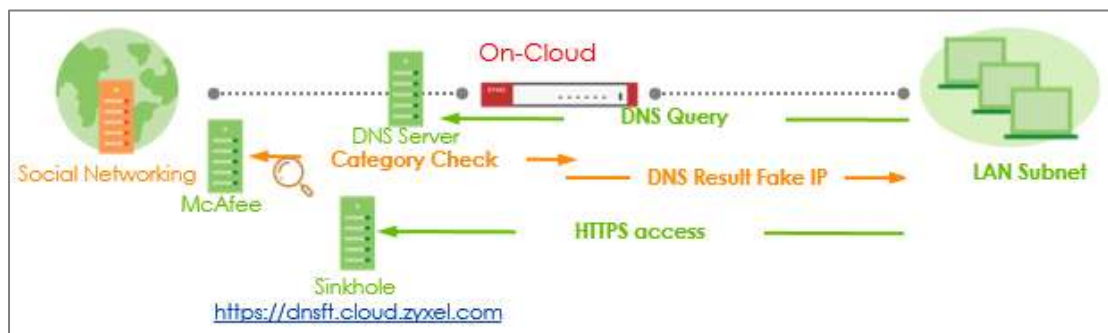 On-Cloud
DNS Server
DNS Query
Category Check
DNS Result Fake IP
Social Networking
McAfee
LAN Subnet
HTTPS access
Sinkhole
https://dnsft.cloud.zyxel.com